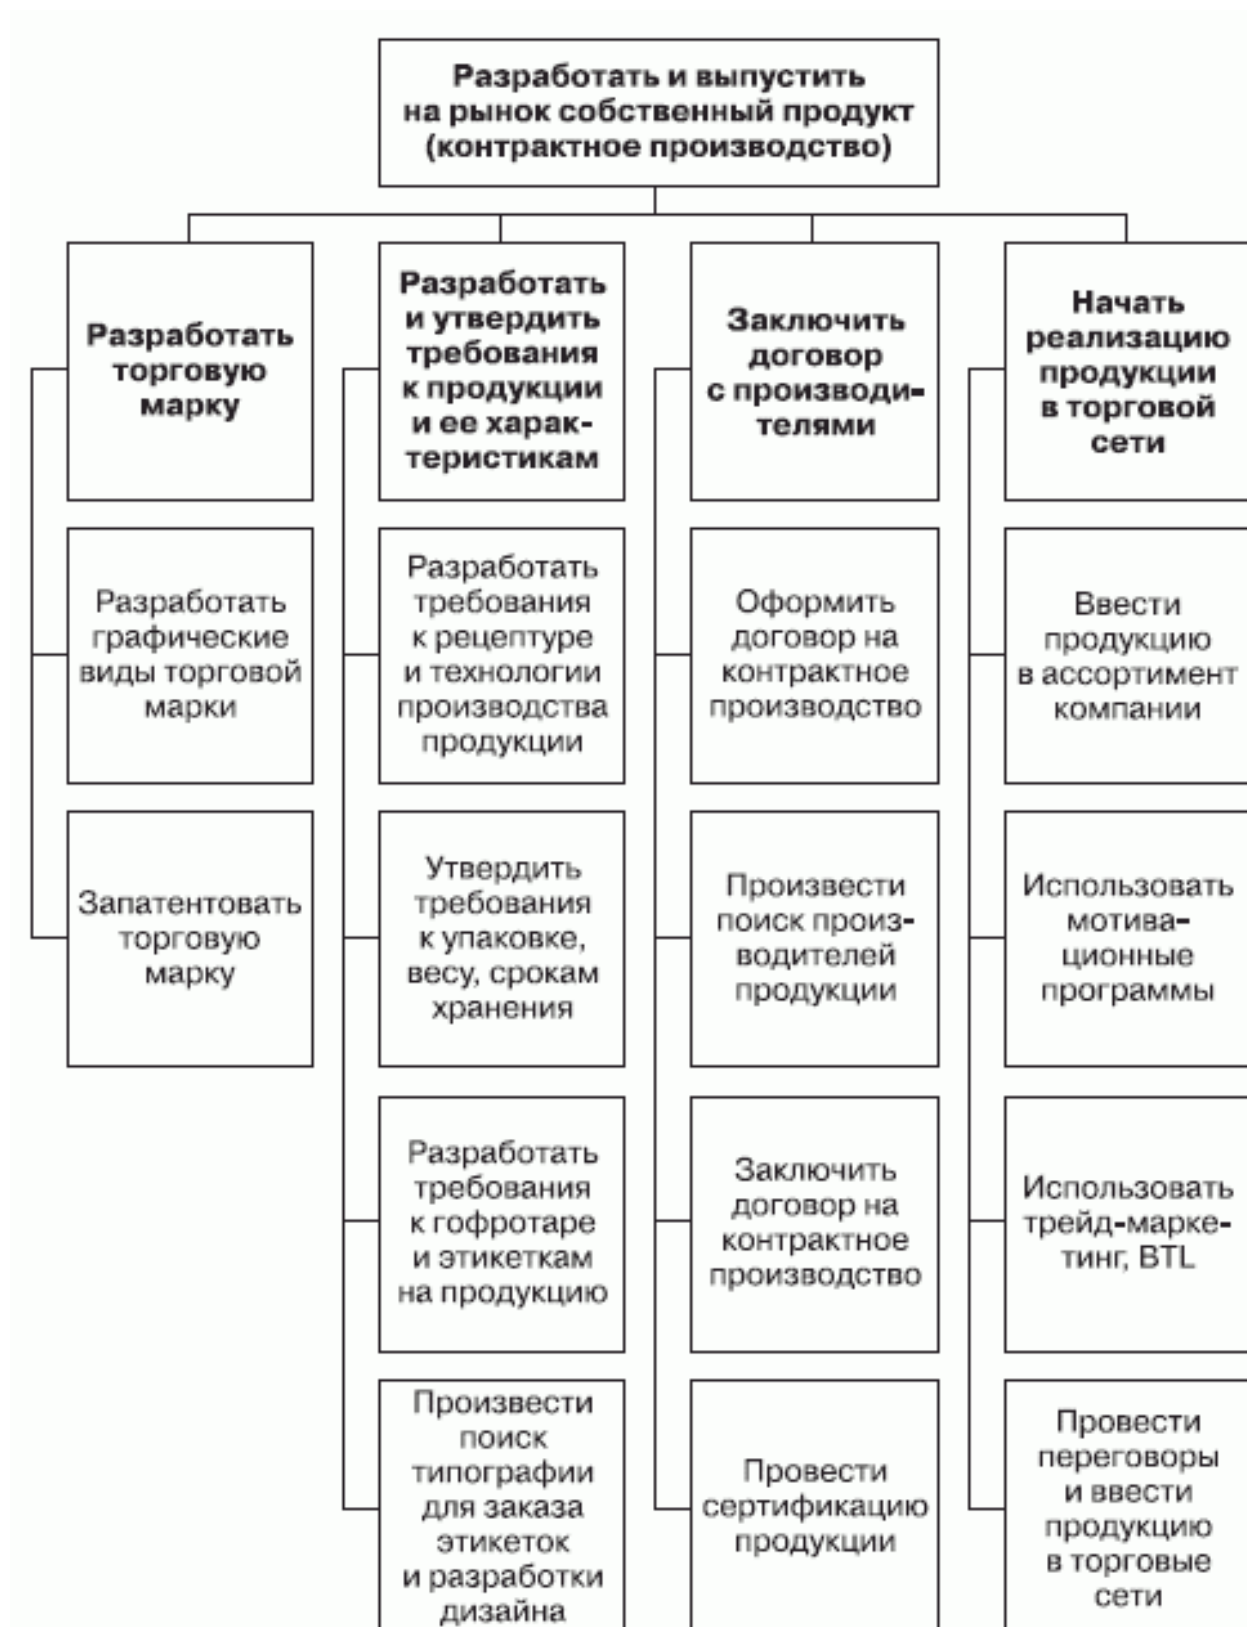 Разработать и выпустить
на рынок собственный продукт
(контрактное производство)
Разработать
торговую
марку
Разработать
и утвердить
требования
к продукции
и ее харак-
теристикам
Заключить
договор
с производи-
телями
Начать
реализацию
продукции
в торговой
сети
Разработать
графические
виды торговой
марки
Разработать
требования
к рецептуре
и технологии
производства
продукции
Оформить
договор на
контрактное
производство
Ввести
продукцию
в ассортимент
компании
Запатентовать
торговую
марку
Утвердить
требования
к упаковке,
весу, срокам
хранения
Произвести
поиск произ-
водителей
продукции
Использовать
мотива-
ционные
программы
Разработать
требования
к гофротаре
и этикеткам
на продукцию
Заключить
договор на
контрактное
производство
Использовать
трейд-марке-
тинг, BTL
Произвести
поиск
типографии
для заказа
этикеток
и разработки
дизайна
Провести
сертификацию
продукции
Провести
переговоры
и ввести
продукцию
в торговые
сети